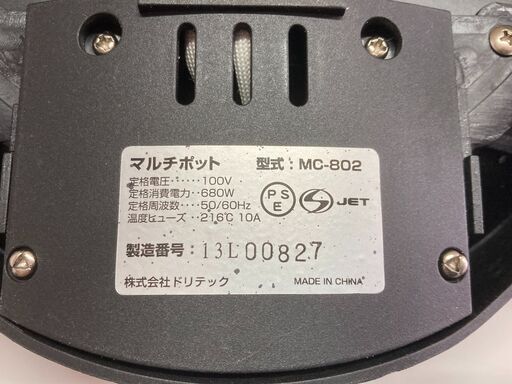 マルチポット 型式：MC-802
定格電圧‥‥‥100V
定格消費電力‥680W
定格周波数‥‥50/60Hz
温度ヒューズ‥216℃ 10A
PSE JET
製造番号：13L00827
株式会社ドリテック MADE IN CHINA